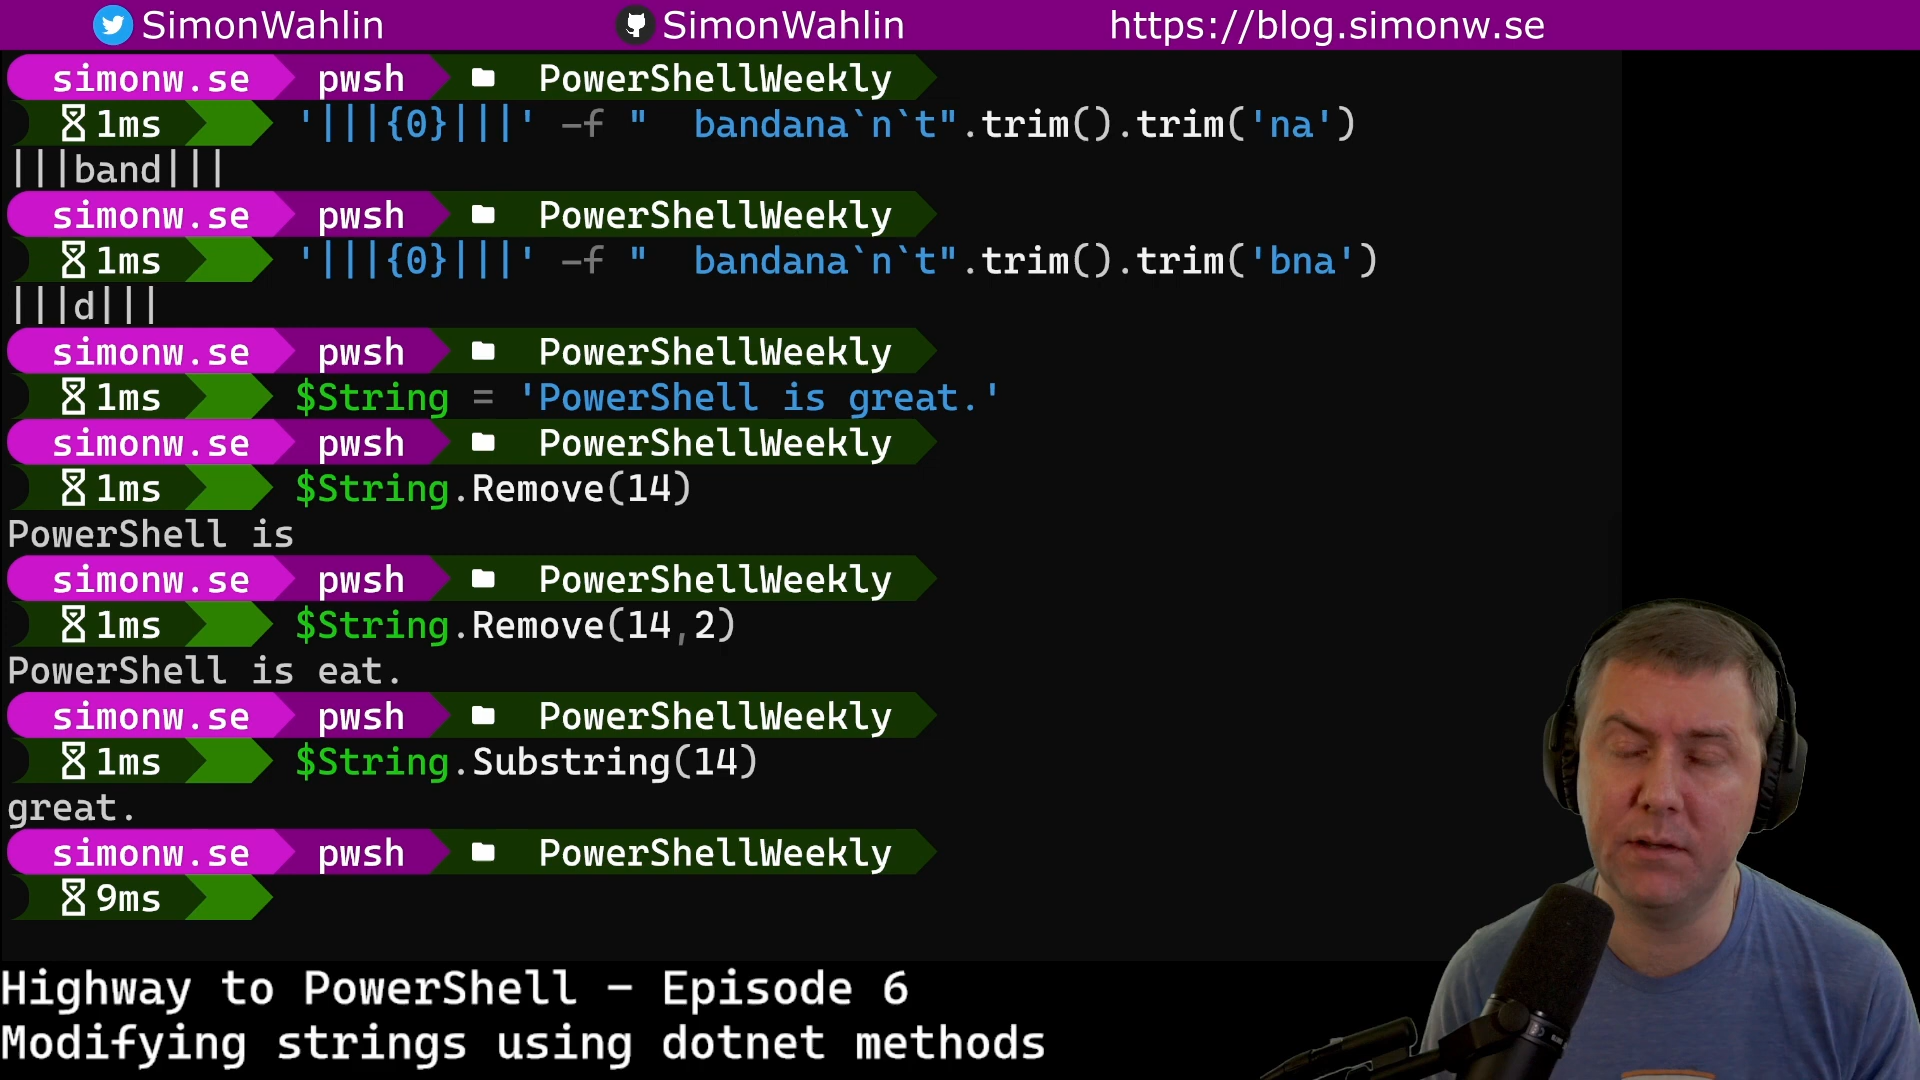 SimonWahlin SimonWahlin https://blog.simonw.se
simonw.se pwsh PowerShellWeekly
1ms '|||{0}|||' -f "  bandana`n`t".trim().trim('na')
|||band|||
simonw.se pwsh PowerShellWeekly
1ms '|||{0}|||' -f "  bandana`n`t".trim().trim('bna')
|||d|||
simonw.se pwsh PowerShellWeekly
1ms $String = 'PowerShell is great.'
simonw.se pwsh PowerShellWeekly
1ms $String.Remove(14)
PowerShell is
simonw.se pwsh PowerShellWeekly
1ms $String.Remove(14,2)
PowerShell is eat.
simonw.se pwsh PowerShellWeekly
1ms $String.Substring(14)
great.
simonw.se pwsh PowerShellWeekly
9ms
Highway to PowerShell - Episode 6
Modifying strings using dotnet methods